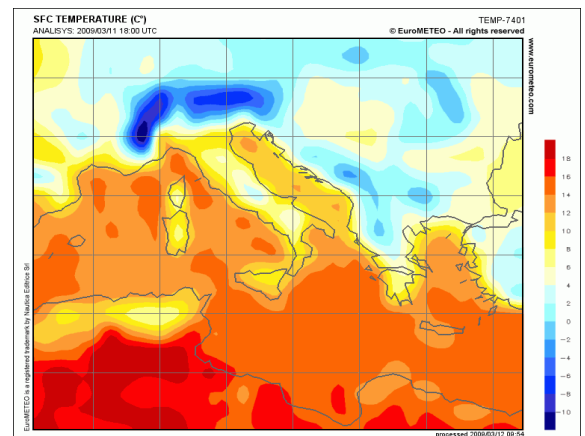 SFC TEMPERATURE (C°)
TEMP-7401
ANALISYS: 2009/03/11 18:00 UTC
© EuroMETEO - All rights reserved
www.eurometeo.com
18
16
14
12
10
8
6
4
2
0
−2
−4
−6
−8
−10
EuroMETEO is a registered trademark by Nautica Editrice Srl
processed 2009/03/12 09:54